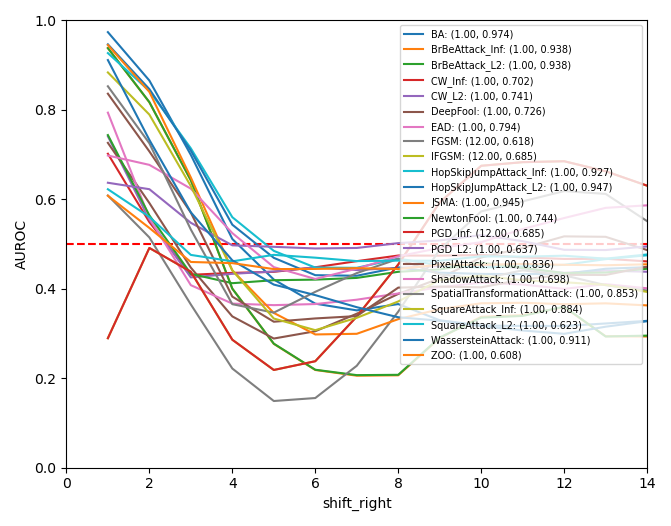 1.0
0.8
0.6
0.4
0.2
0.0
AUROC
BA: (1.00, 0.974)
BrBeAttack_Inf: (1.00, 0.938)
BrBeAttack_L2: (1.00, 0.938)
CW_Inf: (1.00, 0.702)
CW_L2: (1.00, 0.741)
DeepFool: (1.00, 0.726)
EAD: (1.00, 0.794)
FGSM: (12.00, 0.618)
IFGSM: (12.00, 0.685)
HopSkipJumpAttack_Inf: (1.00, 0.927)
HopSkipJumpAttack_L2: (1.00, 0.947)
JSMA: (1.00, 0.945)
NewtonFool: (1.00, 0.744)
PGD_Inf: (12.00, 0.685)
PGD_L2: (1.00, 0.637)
PixelAttack: (1.00, 0.836)
ShadowAttack: (1.00, 0.698)
SpatialTransformationAttack: (1.00, 0.853)
SquareAttack_Inf: (1.00, 0.884)
SquareAttack_L2: (1.00, 0.623)
WassersteinAttack: (1.00, 0.911)
ZOO: (1.00, 0.608)
0 2 4 6 8 10 12 14
shift_right